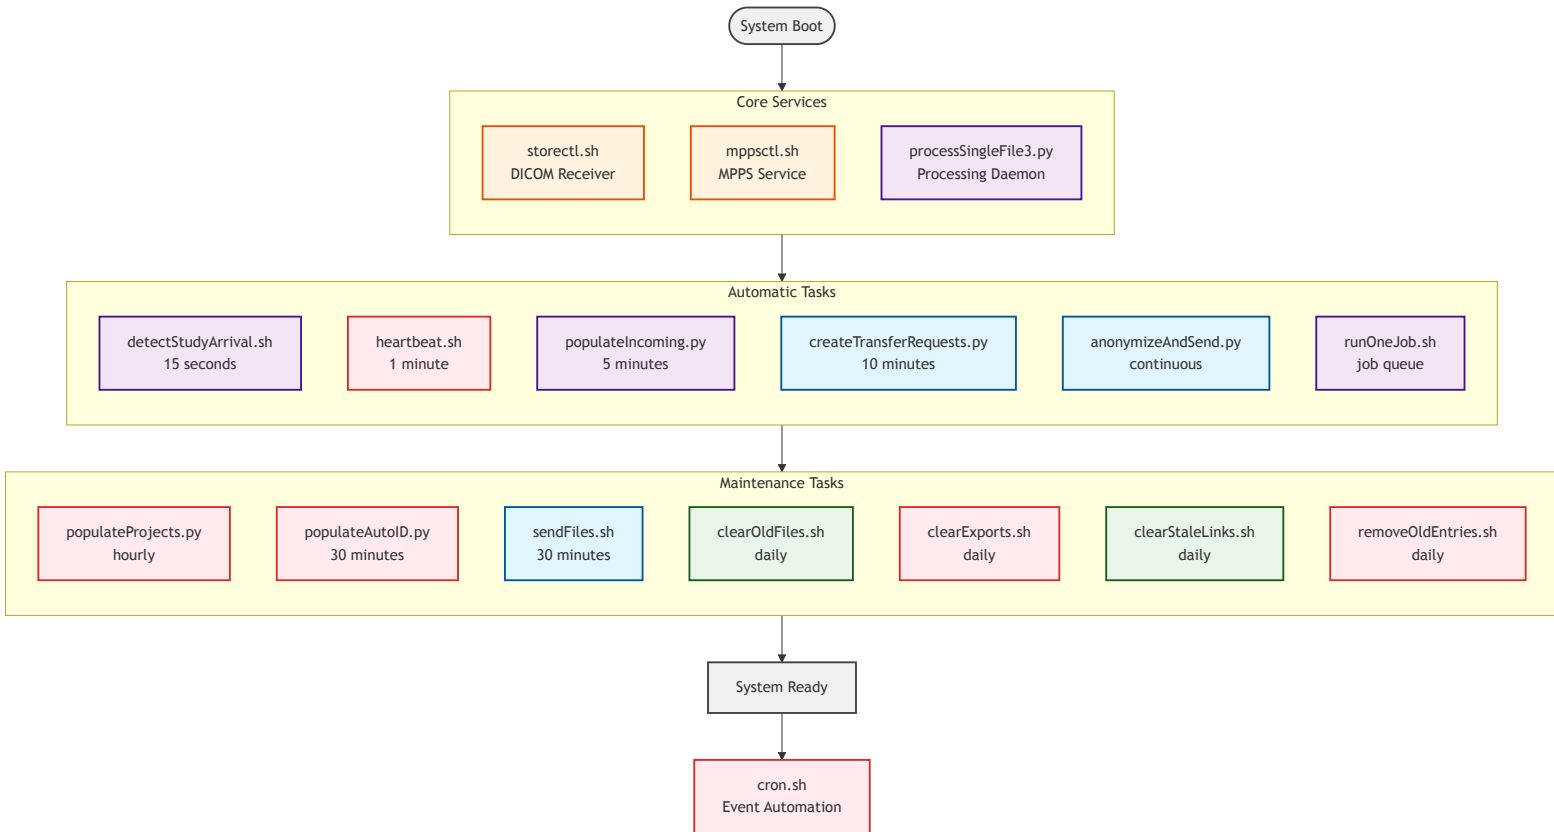 System Boot
Core Services
storectl.sh
DICOM Receiver
mppsctl.sh
MPPS Service
processSingleFile3.py
Processing Daemon
Automatic Tasks
detectStudyArrival.sh
15 seconds
heartbeat.sh
1 minute
populateIncoming.py
5 minutes
createTransferRequests.py
10 minutes
anonymizeAndSend.py
continuous
runOneJob.sh
job queue
Maintenance Tasks
populateProjects.py
hourly
populateAutoID.py
30 minutes
sendFiles.sh
30 minutes
clearOldFiles.sh
daily
clearExports.sh
daily
clearStaleLinks.sh
daily
removeOldEntries.sh
daily
System Ready
cron.sh
Event Automation